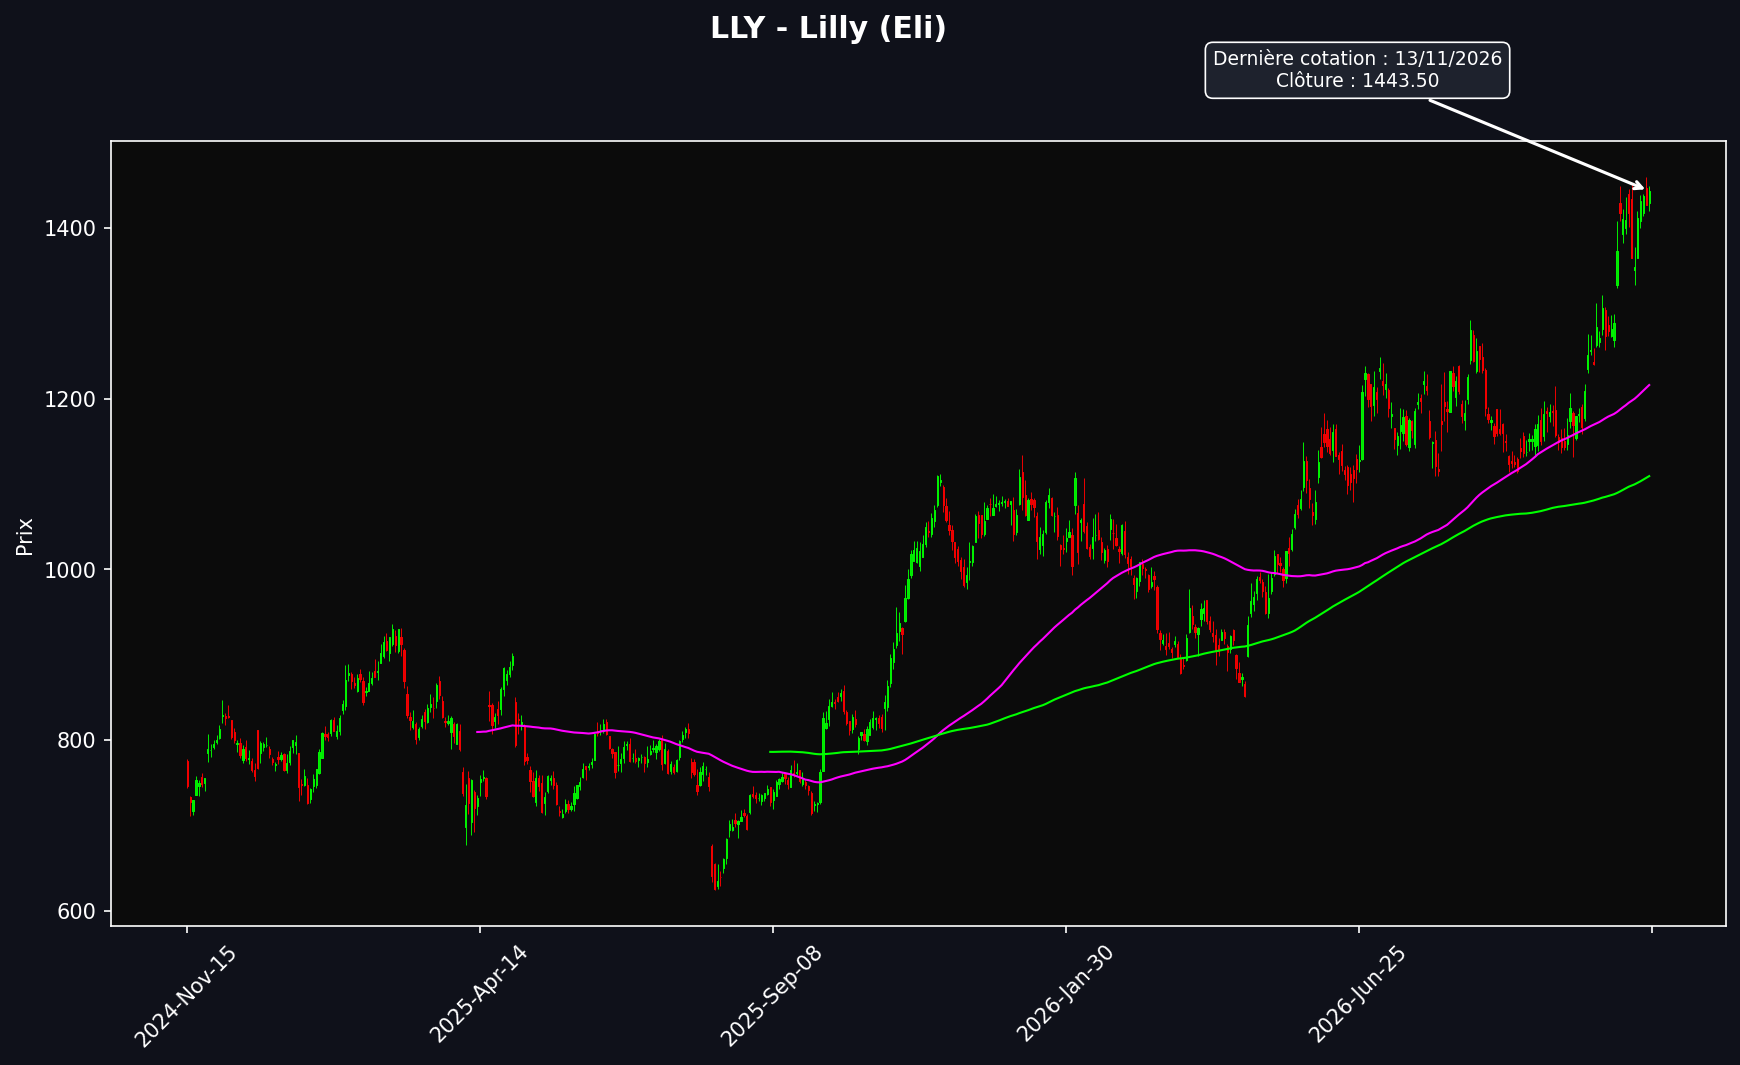 LLY - Lilly (Eli)
Dernière cotation : 13/11/2026
Clôture : 1443.50
Prix
1400
1200
1000
800
600
2024-Nov-15
2025-Apr-14
2025-Sep-08
2026-Jan-30
2026-Jun-25